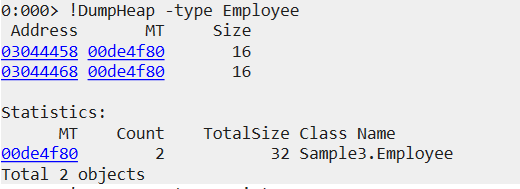 0:000> !DumpHeap -type Employee
 Address       MT     Size
03044458 00de4f80       16
03044468 00de4f80       16

Statistics:
      MT    Count    TotalSize Class Name
00de4f80        2           32 Sample3.Employee
Total 2 objects